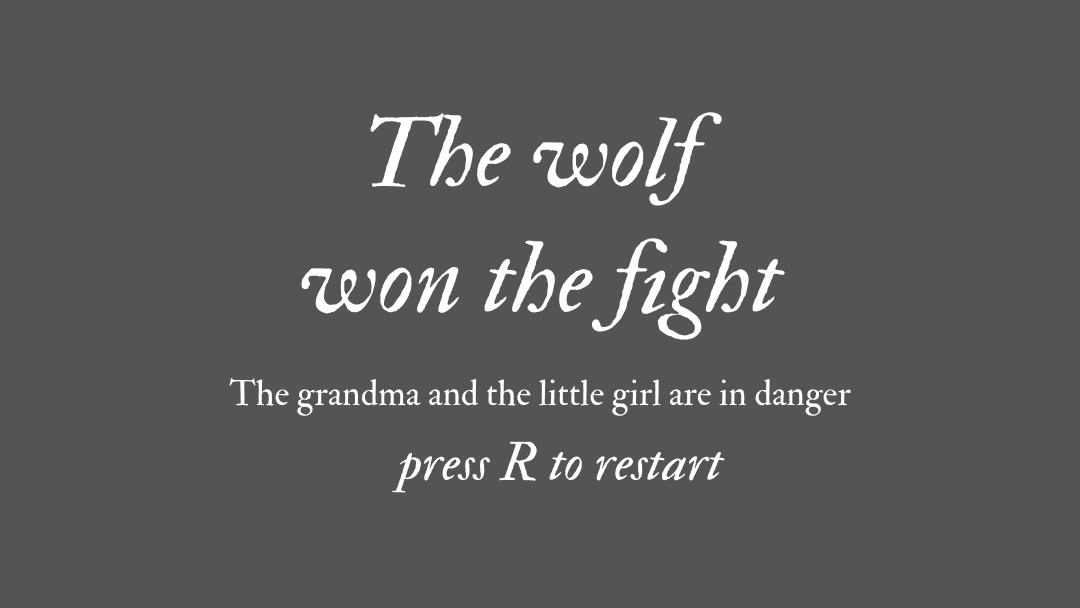 The wolf
won the fight
The grandma and the little girl are in danger
press R to restart